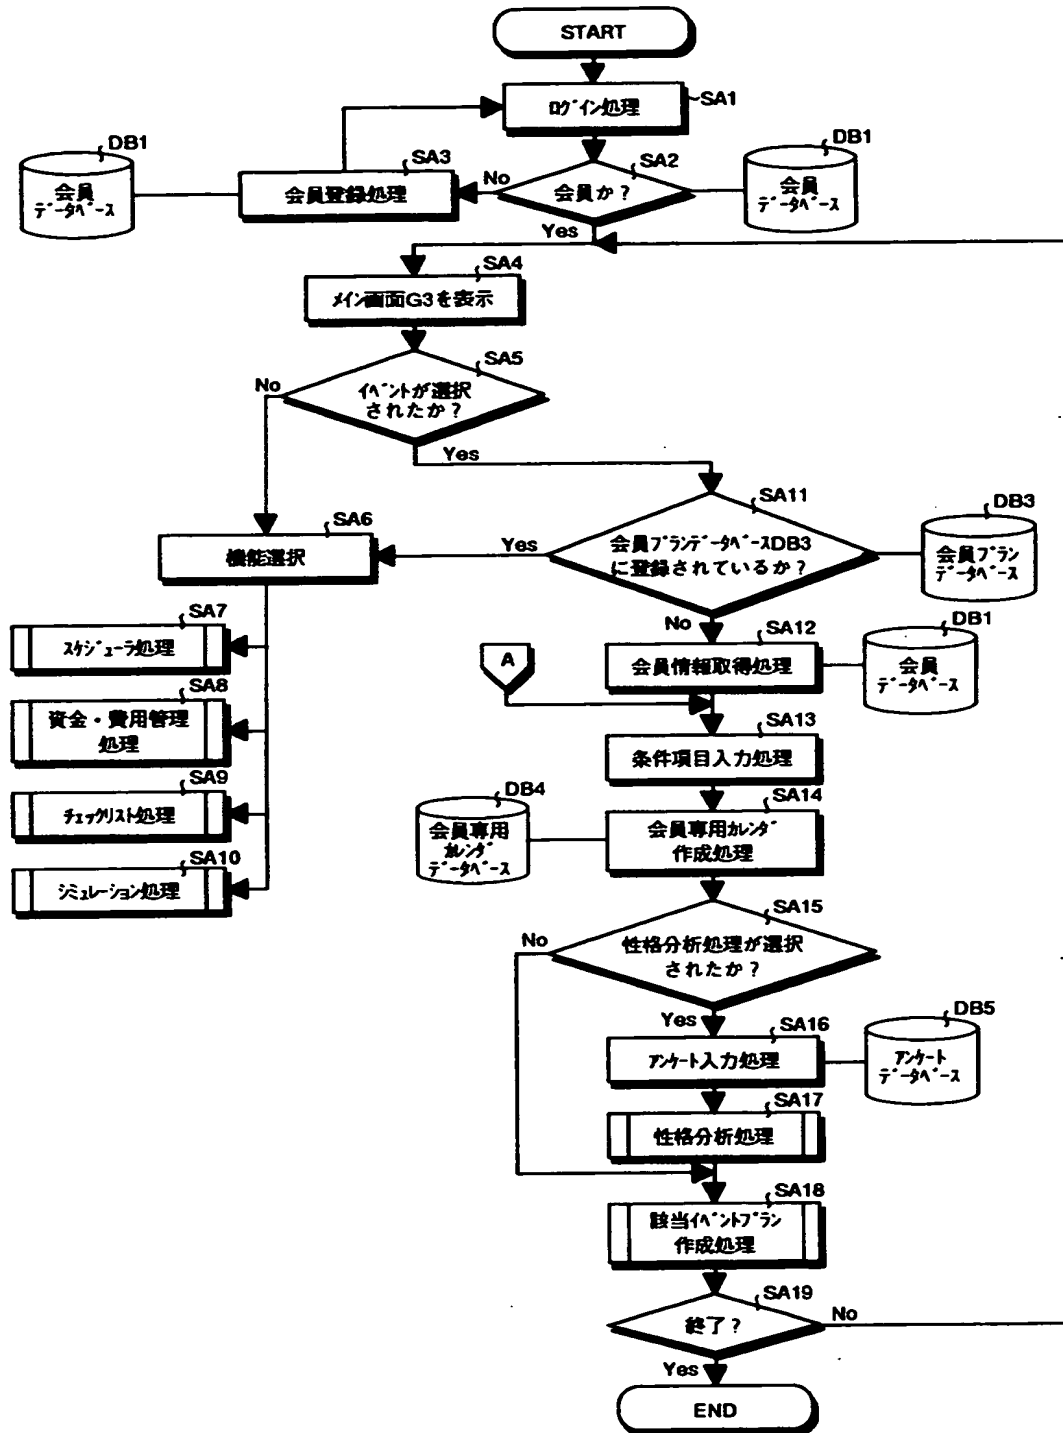 START
ログイン処理
SA1
DB1
会員
データベース
SA3
会員登録処理
No
SA2
会員か？
DB1
会員
データベース
Yes
SA4
メイン画面G3を表示
SA5
No
イベントが選択
されたか？
Yes
SA6
機能選択
Yes
SA11
会員プランデータベースDB3
に登録されているか？
DB3
会員プラン
データベース
No
SA7
スケジューラ処理
SA8
資金・費用管理
処理
SA9
チェックリスト処理
SA10
シミュレーション処理
A
SA12
会員情報取得処理
DB1
会員
データベース
SA13
条件項目入力処理
DB4
会員専用
カレンダ
データベース
SA14
会員専用カレンダ
作成処理
SA15
No
性格分析処理が選択
されたか？
Yes
SA16
アンケート入力処理
DB5
アンケート
データベース
SA17
性格分析処理
SA18
該当イベントプラン
作成処理
SA19
終了？
No
Yes
END